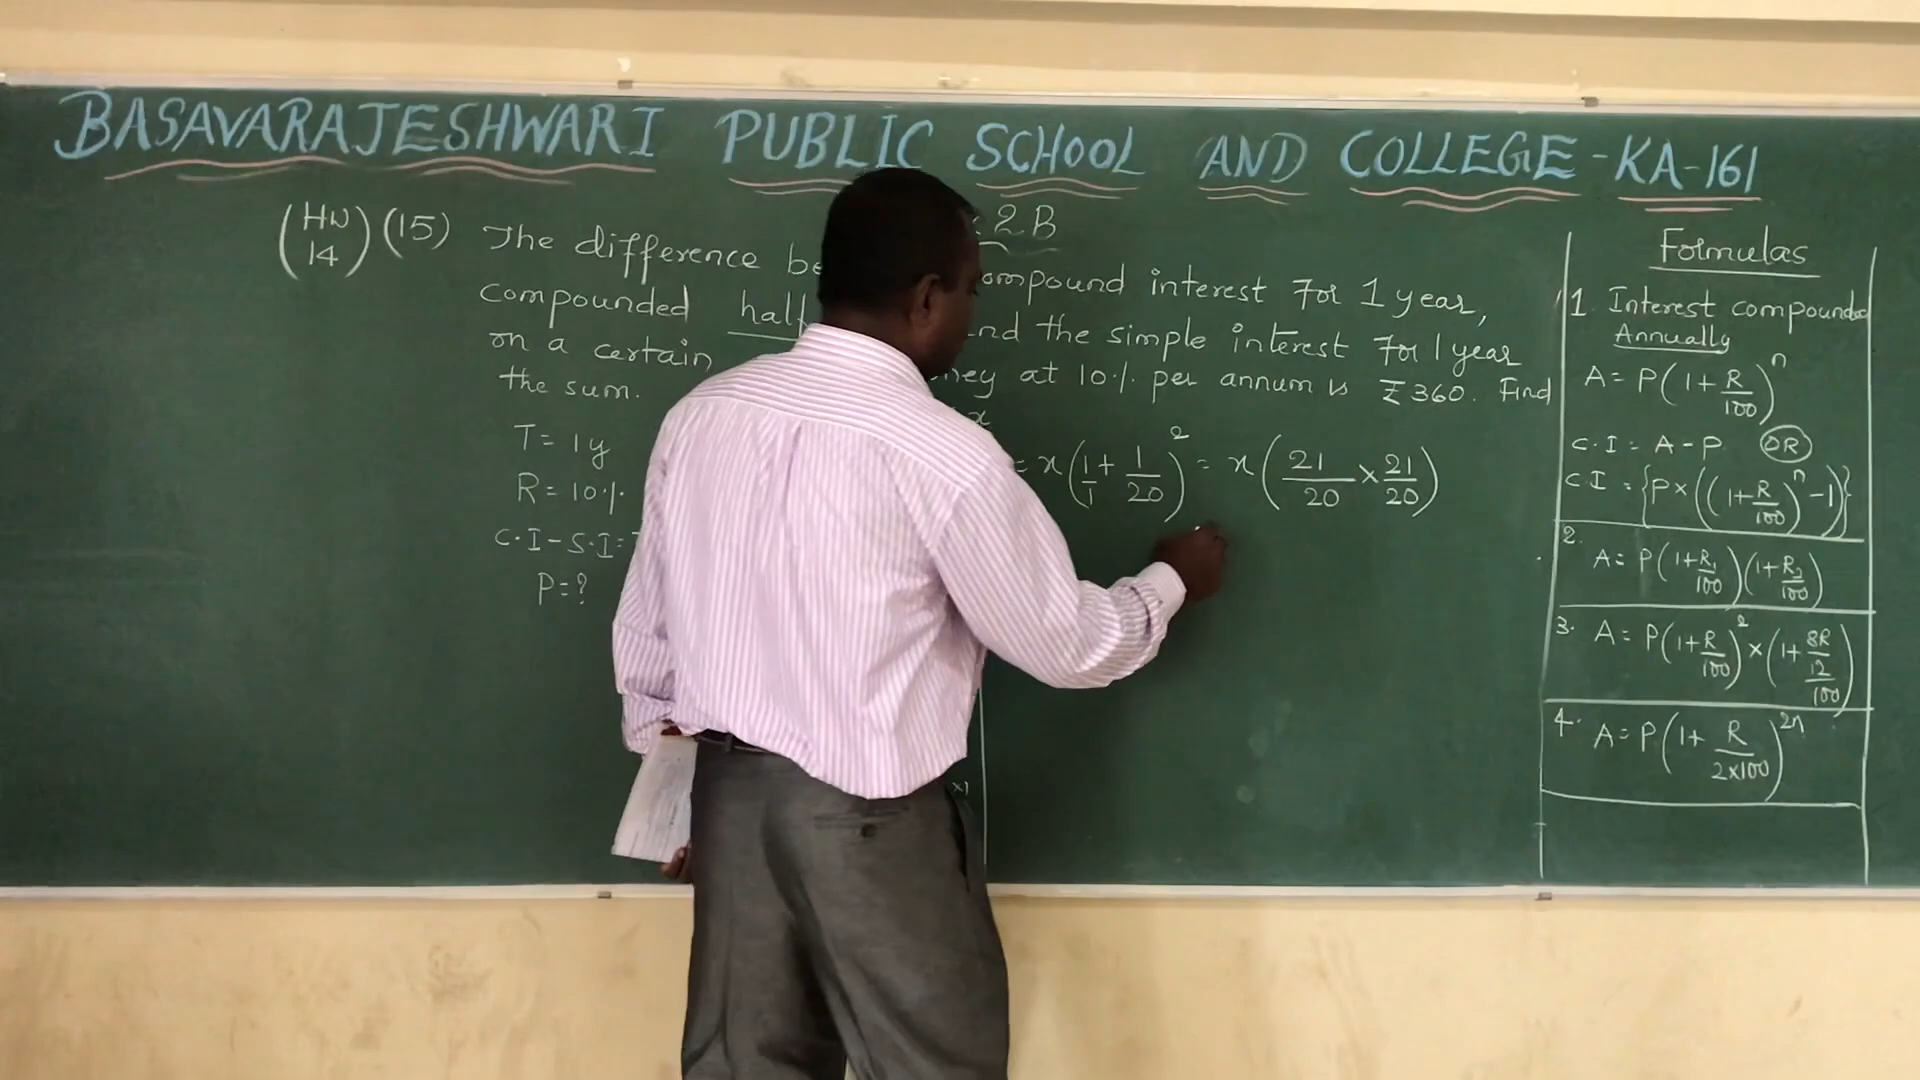 BASAVARAJESHWARI PUBLIC SCHOOL AND COLLEGE - KA-161
: 2B
(HW 14) (15) The difference be ompound interest for 1 year,
compounded half nd the simple interest for 1 year
on a certain ney at 10% per annum is ₹360. Find
the sum.
T = 1y
R = 10%
C.I - S.I =
P = ?
x
= x(1/1 + 1/20)² = x(21/20 × 21/20)
×1
Formulas
1. Interest compounded
Annually
A = P(1 + R/100)ⁿ
C.I = A - P (OR)
C.I = {P × ((1 + R/100)ⁿ - 1)}
2. A = P(1 + R₁/100)(1 + R₂/100)
3. A = P(1 + R/100)² × (1 + 8R/12/100)
4. A = P(1 + R/2×100)²ⁿ